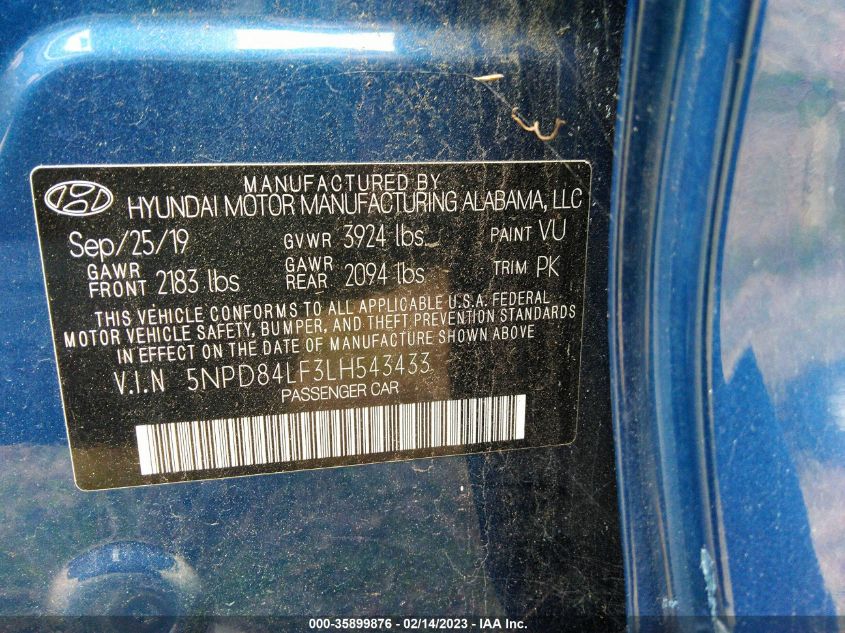 MANUFACTURED BY
HYUNDAI MOTOR MANUFACTURING ALABAMA, LLC
Sep/25/19 GVWR 3924 lbs PAINT VU
GAWR FRONT 2183 lbs GAWR REAR 2094 lbs TRIM PK
THIS VEHICLE CONFORMS TO ALL APPLICABLE U.S.A. FEDERAL
MOTOR VEHICLE SAFETY, BUMPER, AND THEFT PREVENTION STANDARDS
IN EFFECT ON THE DATE OF MANUFACTURE SHOWN ABOVE
V.I.N 5NPD84LF3LH543433
PASSENGER CAR
000-35899876 - 02/14/2023 - IAA Inc.